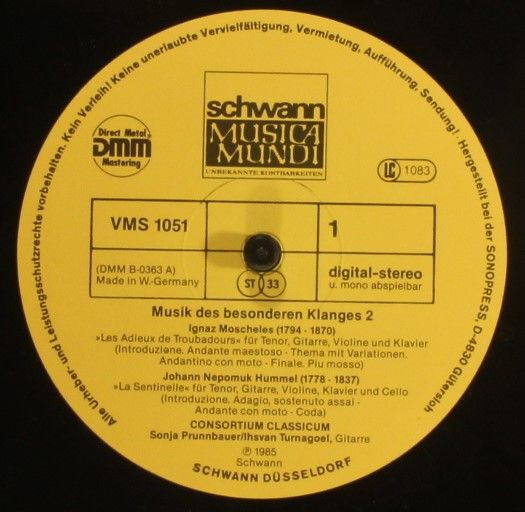 Alle Urheber- und Leistungsschutzrechte vorbehalten. Kein Verleih! Keine unerlaubte Vervielfältigung, Vermietung, Aufführung, Sendung! Hergestellt bei der SONOPRESS, D-4830 Gütersloh
schwann
MUSICA
MUNDI
UNBEKANNTE KOSTBARKEITEN
Direct Metal
DMM
Mastering
LC 1083
VMS 1051
1
(DMM B-0363 A)
Made in W.-Germany
ST 33
digital-stereo
u. mono abspielbar
Musik des besonderen Klanges 2
Ignaz Moscheles (1794 - 1870)
»Les Adieux de Troubadours« für Tenor, Gitarre, Violine und Klavier
(Introduzione. Andante maestoso - Thema mit Variationen.
Andantino con moto - Finale. Piu mosso)
Johann Nepomuk Hummel (1778 - 1837)
»La Sentinelle« für Tenor, Gitarre, Violine, Klavier und Cello
(Introduzione. Adagio, sostenuto assai -
Andante con moto - Coda)
CONSORTIUM CLASSICUM
Sonja Prunnbauer/Ihsvan Turnagoel, Gitarre
℗ 1985
Schwann
SCHWANN DÜSSELDORF